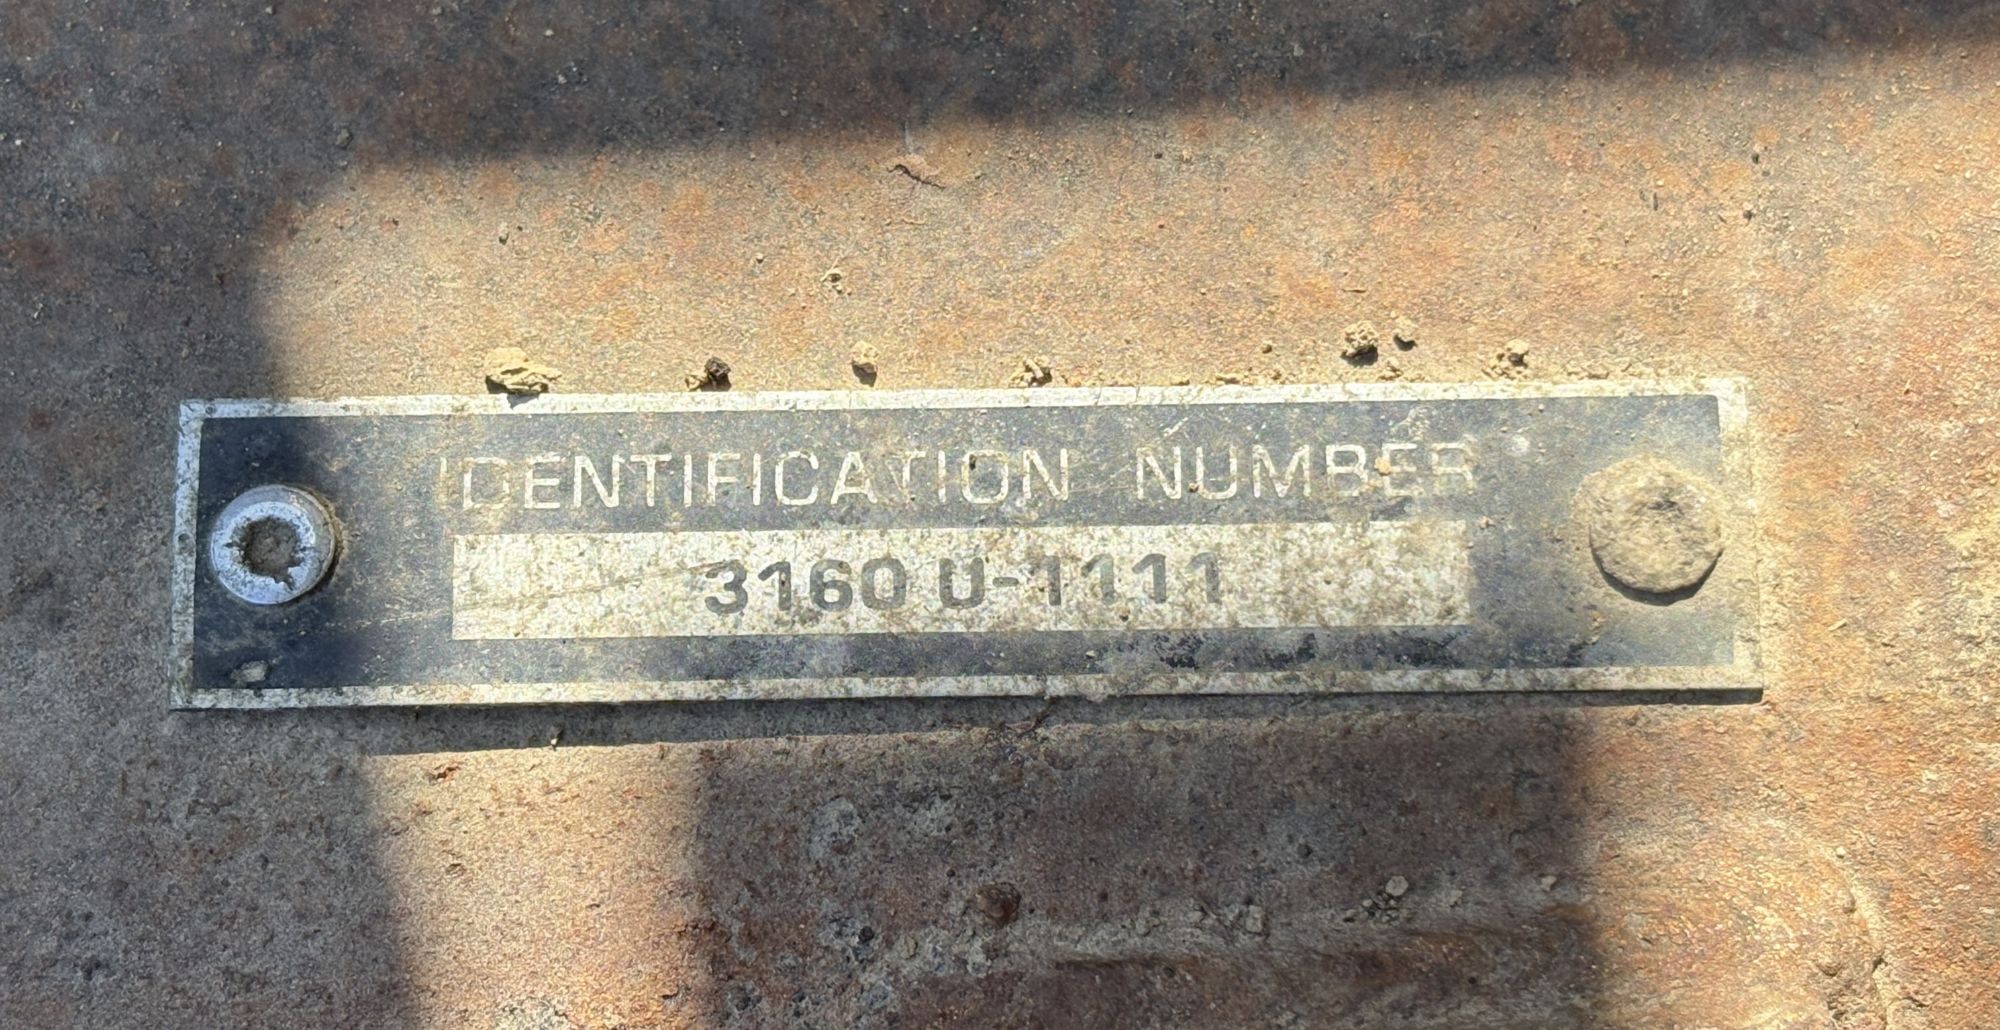 IDENTIFICATION NUMBER
3160 U-1111